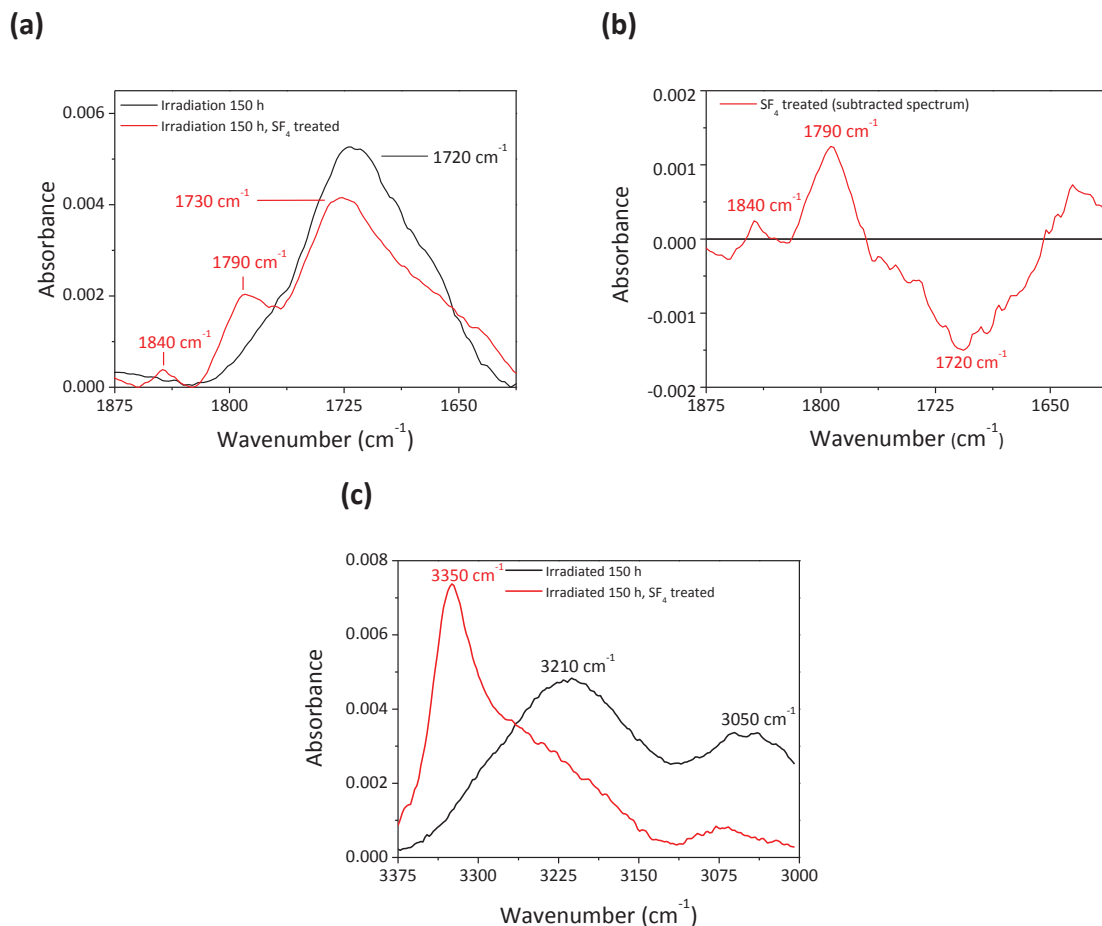 (a)
Irradiation 150 h
Irradiation 150 h, SF₄ treated
1720 cm⁻¹
1730 cm⁻¹
1790 cm⁻¹
1840 cm⁻¹
0.006
0.004
0.002
0.000
Absorbance
1875
1800
1725
1650
Wavenumber (cm⁻¹)
(b)
SF₄ treated (subtracted spectrum)
1790 cm⁻¹
1840 cm⁻¹
1720 cm⁻¹
0.002
0.001
0.000
-0.001
-0.002
Absorbance
1875
1800
1725
1650
Wavenumber (cm⁻¹)
(c)
Irradiated 150 h
Irradiated 150 h, SF₄ treated
3350 cm⁻¹
3210 cm⁻¹
3050 cm⁻¹
0.008
0.006
0.004
0.002
0.000
Absorbance
3375
3300
3225
3150
3075
3000
Wavenumber (cm⁻¹)